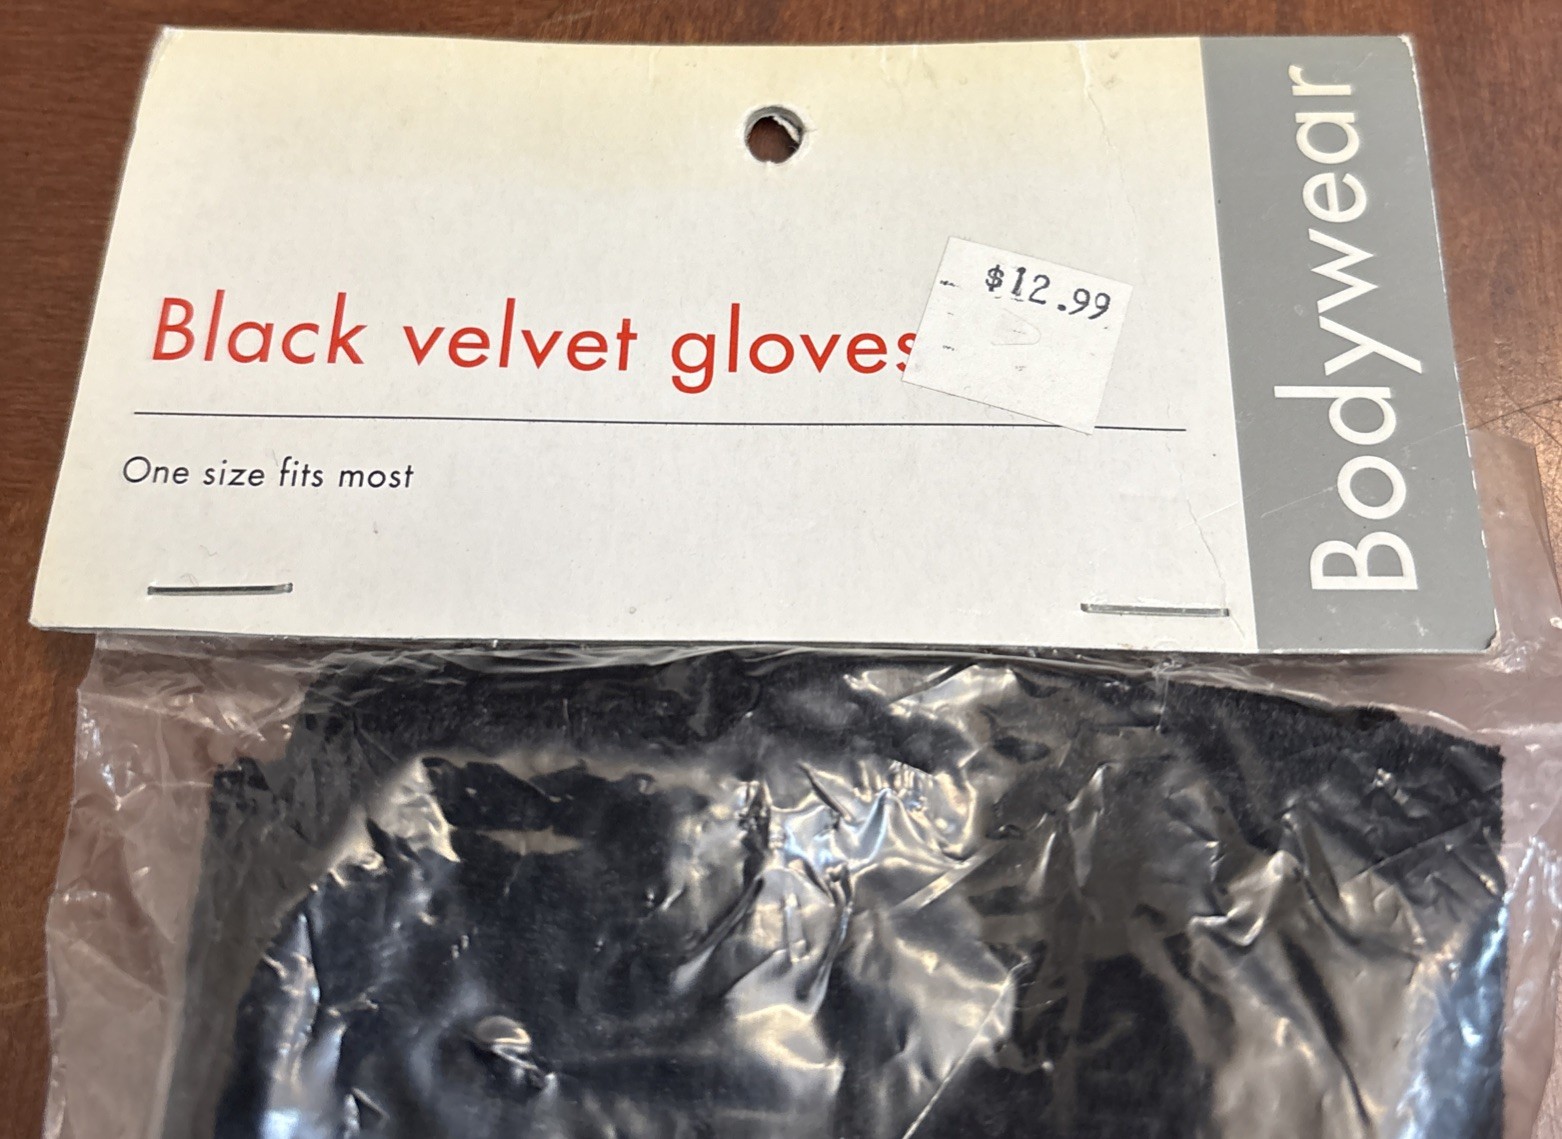 Black velvet gloves
$12.99
One size fits most
Bodywear